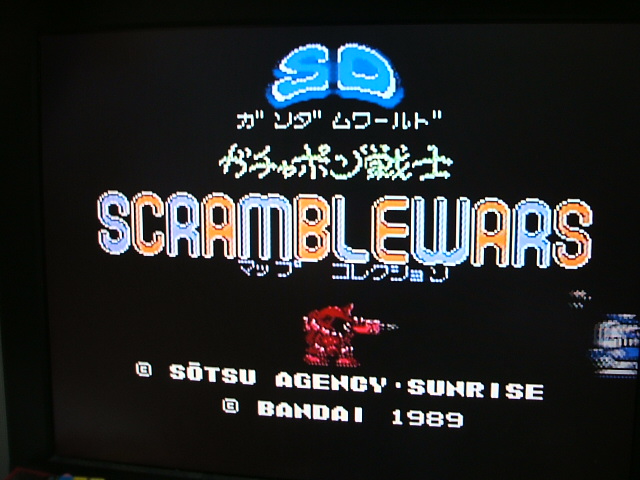 SD
ガンダムワールド
ガチャポン戦士
SCRAMBLEWARS
マップ コレクション
© SŌTSU AGENCY·SUNRISE
© BANDAI 1989